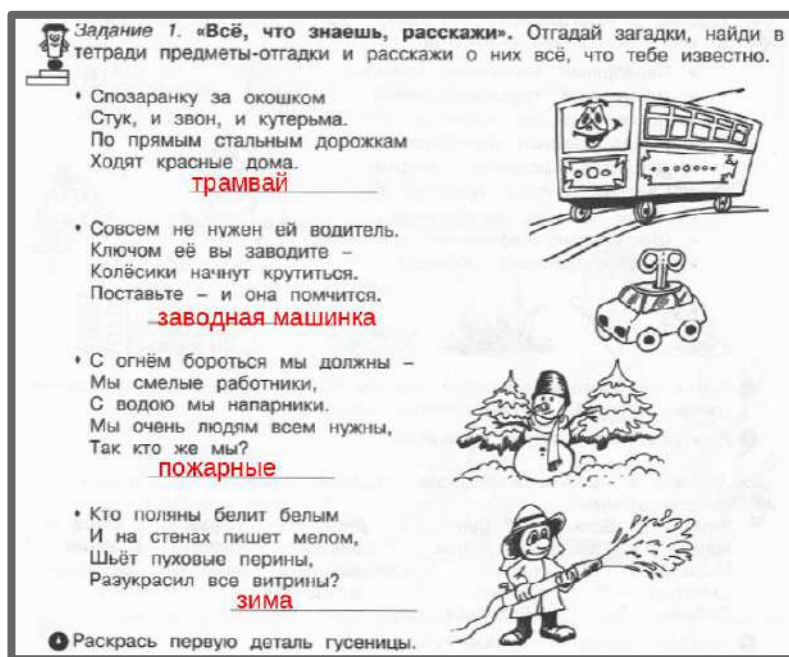 Задание 1. «Всё, что знаешь, расскажи». Отгадай загадки, найди в
тетради предметы-отгадки и расскажи о них всё, что тебе известно.
• Спозаранку за окошком
Стук, и звон, и кутерьма.
По прямым стальным дорожкам
Ходят красные дома.
трамвай
• Совсем не нужен ей водитель.
Ключом её вы заводите –
Колёсики начнут крутиться.
Поставьте – и она помчится.
заводная машинка
• С огнём бороться мы должны –
Мы смелые работники,
С водою мы напарники.
Мы очень людям всем нужны,
Так кто же мы?
пожарные
• Кто поляны белит белым
И на стенах пишет мелом,
Шьёт пуховые перины,
Разукрасил все витрины?
зима
Раскрась первую деталь гусеницы.